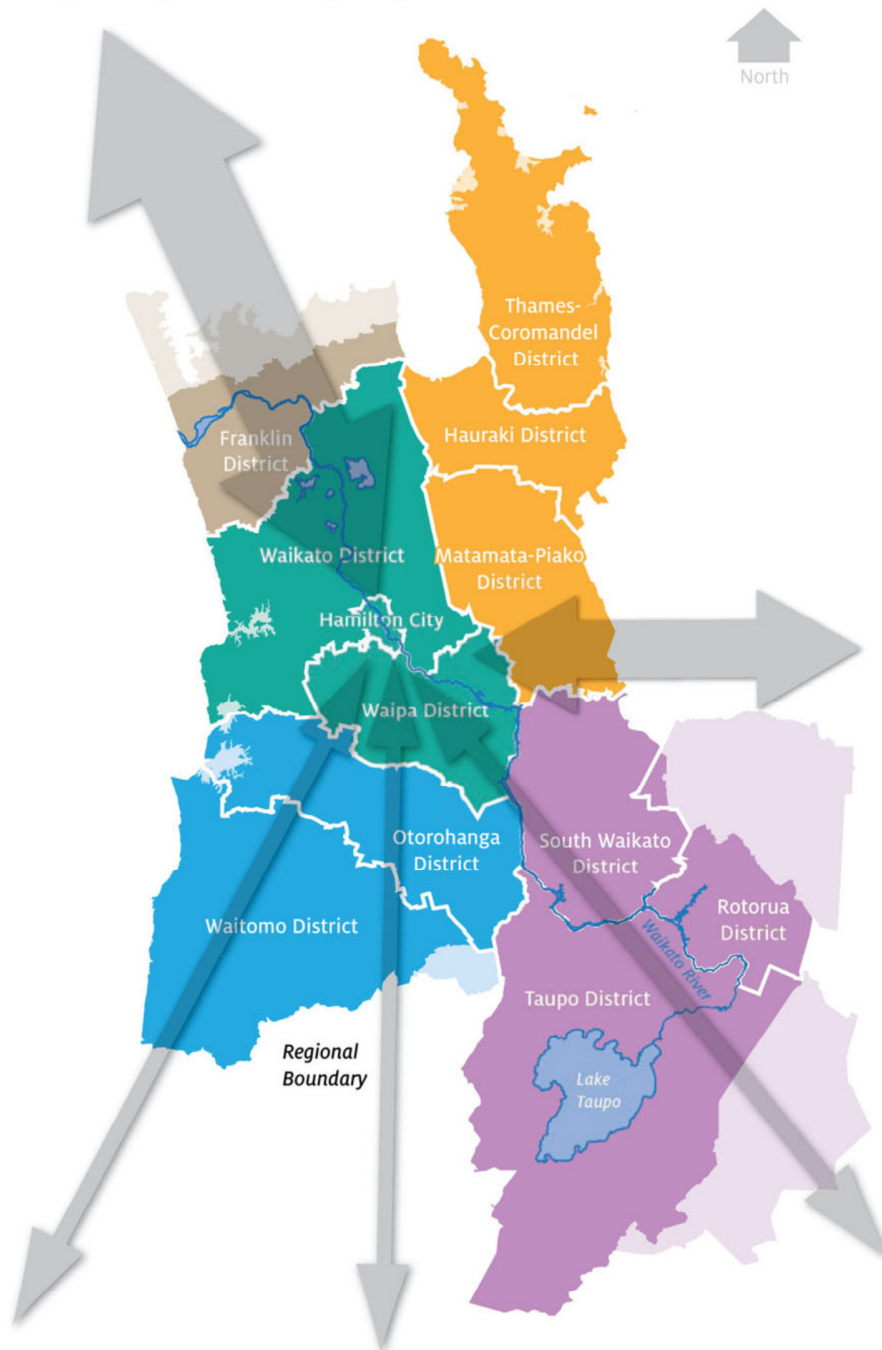 North
Thames-
Coromandel
District
Hauraki District
Franklin
District
Matamata-Piako
District
Waikato District
Hamilton City
Waipa District
Otorohanga
District
South Waikato
District
Waitomo District
Rotorua
District
Waikato River
Taupo District
Regional
Boundary
Lake
Taupo